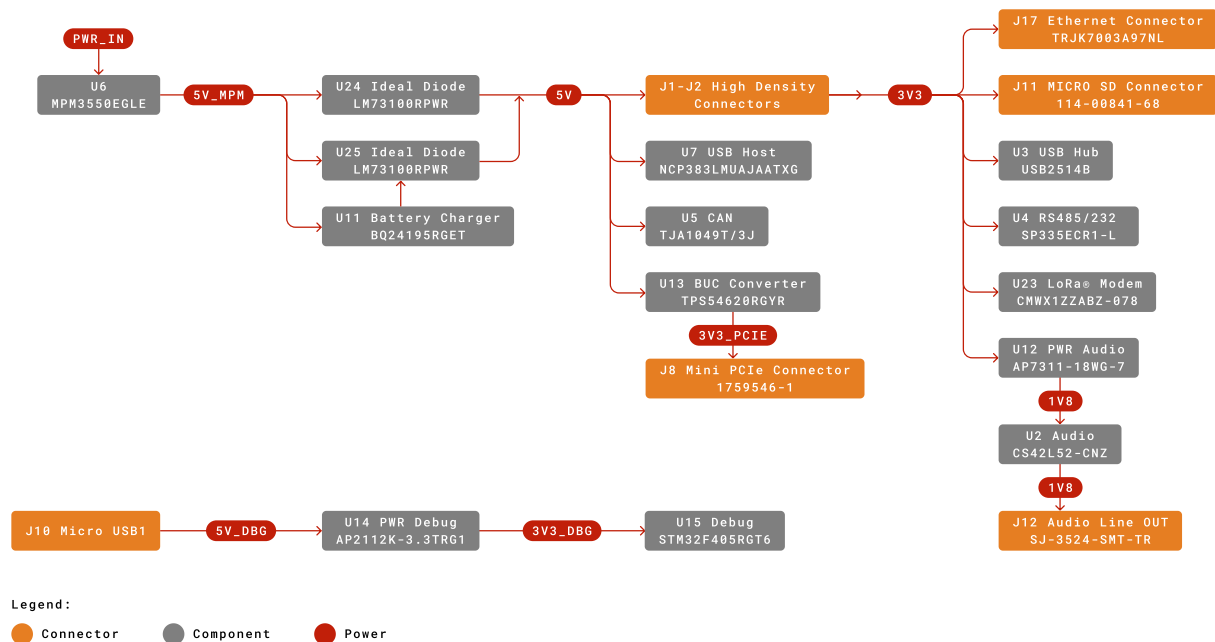 PWR_IN
U6
MPM3550EGLE
5V_MPM
U24 Ideal Diode
LM73100RPWR
U25 Ideal Diode
LM73100RPWR
U11 Battery Charger
BQ24195RGET
5V
J1-J2 High Density
Connectors
U7 USB Host
NCP383LMUAJAATXG
U5 CAN
TJA1049T/3J
U13 BUC Converter
TPS54620RGYR
3V3_PCIE
J8 Mini PCIe Connector
1759546-1
3V3
J17 Ethernet Connector
TRJK7003A97NL
J11 MICRO SD Connector
114-00841-68
U3 USB Hub
USB2514B
U4 RS485/232
SP335ECR1-L
U23 LoRa® Modem
CMWX1ZZABZ-078
U12 PWR Audio
AP7311-18WG-7
1V8
U2 Audio
CS42L52-CNZ
1V8
J12 Audio Line OUT
SJ-3524-SMT-TR
J10 Micro USB1
5V_DBG
U14 PWR Debug
AP2112K-3.3TRG1
3V3_DBG
U15 Debug
STM32F405RGT6
Legend:
Connector
Component
Power